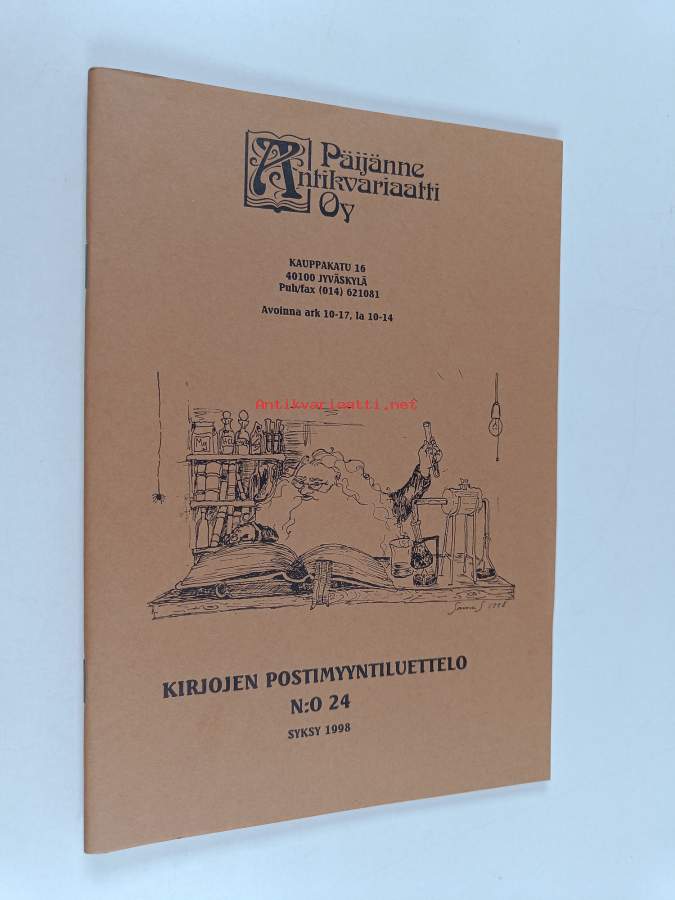 Päijänne
Antikvariaatti
Oy
KAUPPAKATU 16
40100 JYVÄSKYLÄ
Puh/fax (014) 621081
Avoinna ark 10-17, la 10-14
Antikvariaatti.net
1998
KIRJOJEN POSTIMYYNTILUETTELO
N:O 24
SYKSY 1998